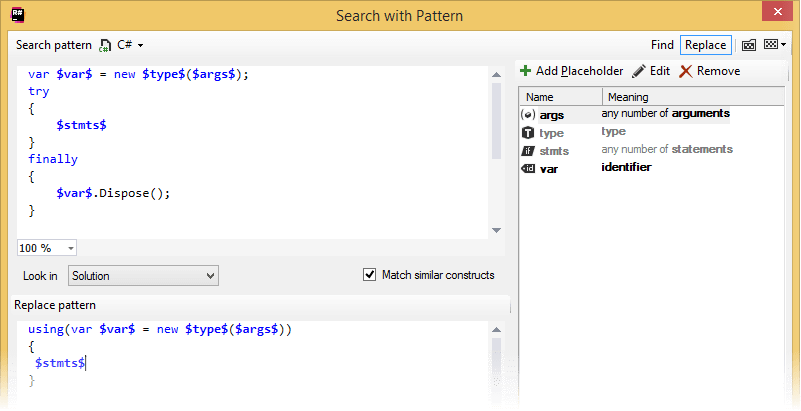 R#
Search with Pattern
Search pattern C# C#
Find Replace
var $var$ = new $type$($args$);
try
{
$stmts$
}
finally
{
$var$.Dispose();
}
100 %
Look in Solution Match similar constructs
Replace pattern
using(var $var$ = new $type$($args$))
{
$stmts$
}
Add Placeholder Edit Remove
Name Meaning
(•) args any number of arguments
T type type
if stmts any number of statements
id var identifier